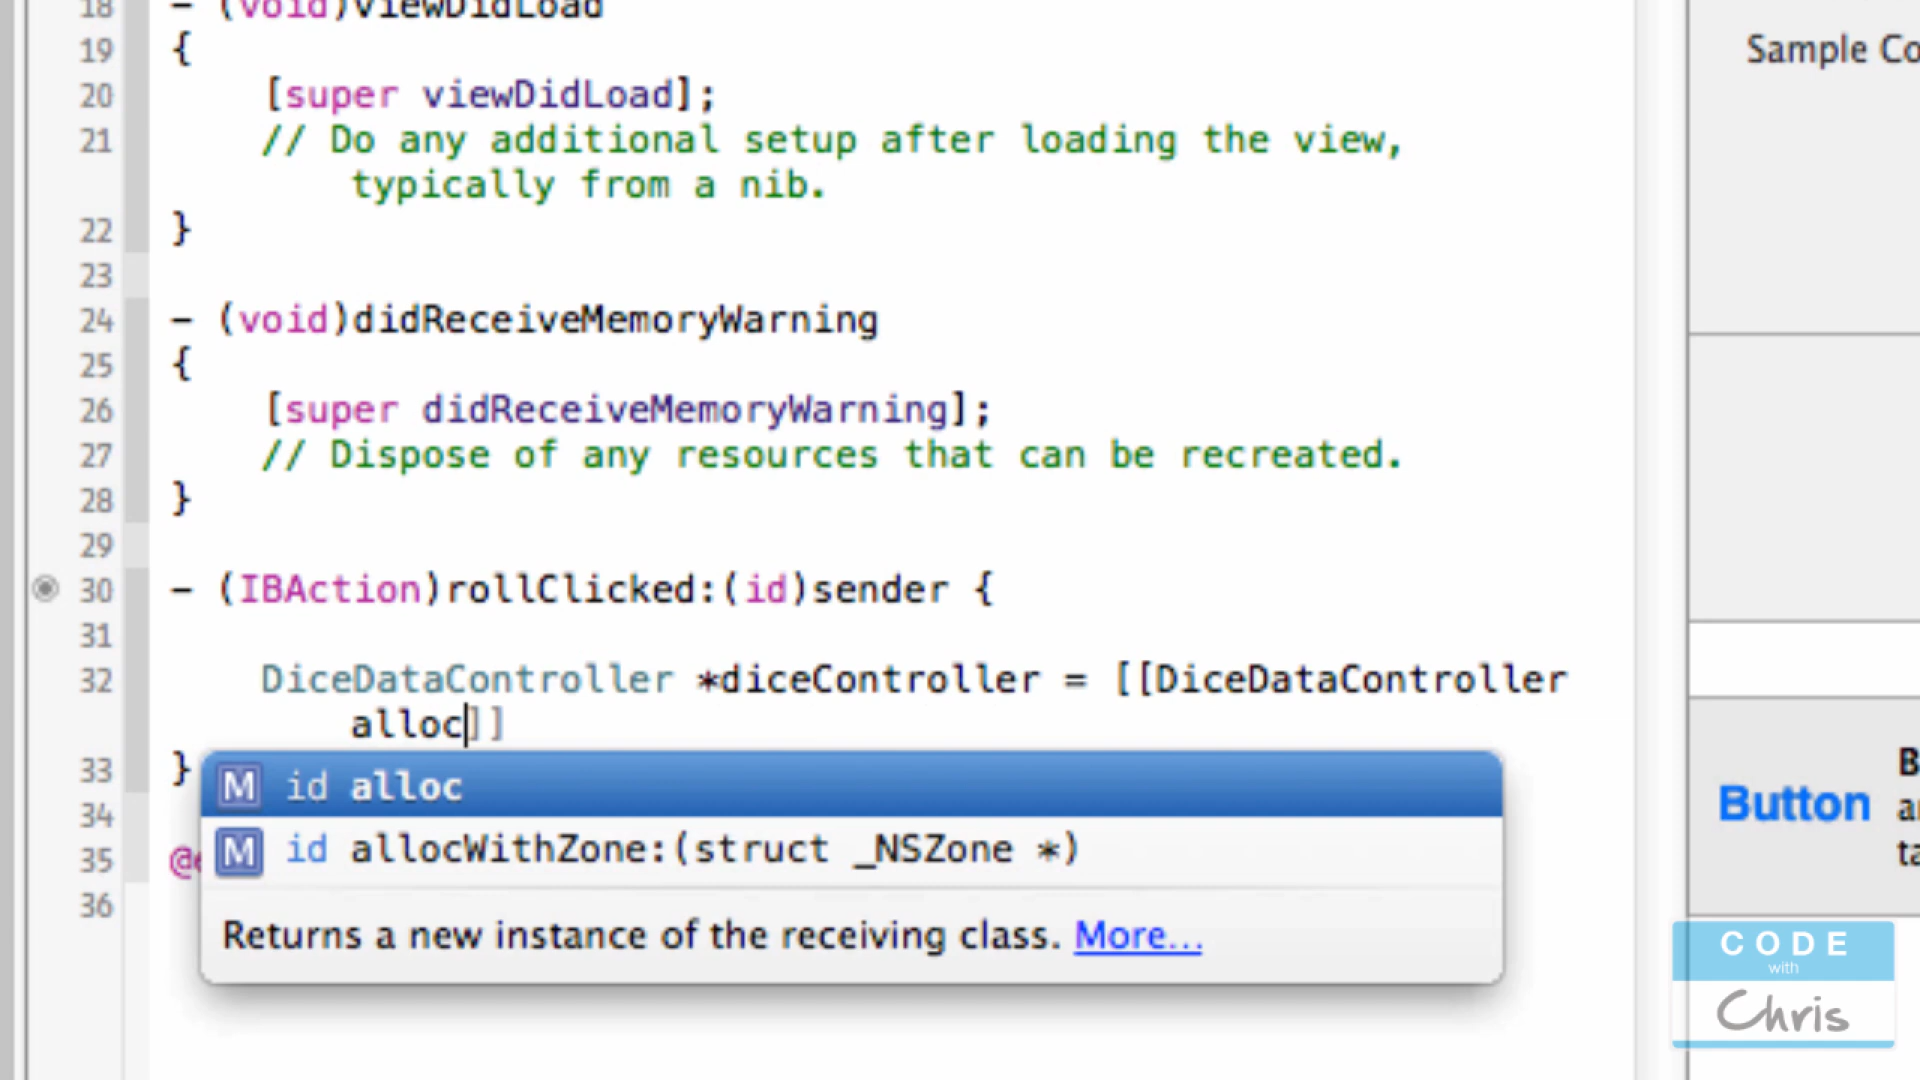 18 - (void)viewDidLoad
19 {
20 [super viewDidLoad];
21 // Do any additional setup after loading the view,
typically from a nib.
22 }
23
24 - (void)didReceiveMemoryWarning
25 {
26 [super didReceiveMemoryWarning];
27 // Dispose of any resources that can be recreated.
28 }
29
30 - (IBAction)rollClicked:(id)sender {
31
32 DiceDataController *diceController = [[DiceDataController
alloc]]
33 }
M id alloc
34
M id allocWithZone:(struct _NSZone *)
35 @
36
Returns a new instance of the receiving class. More...
Sample Co
Button
B
CODE
with
Chris